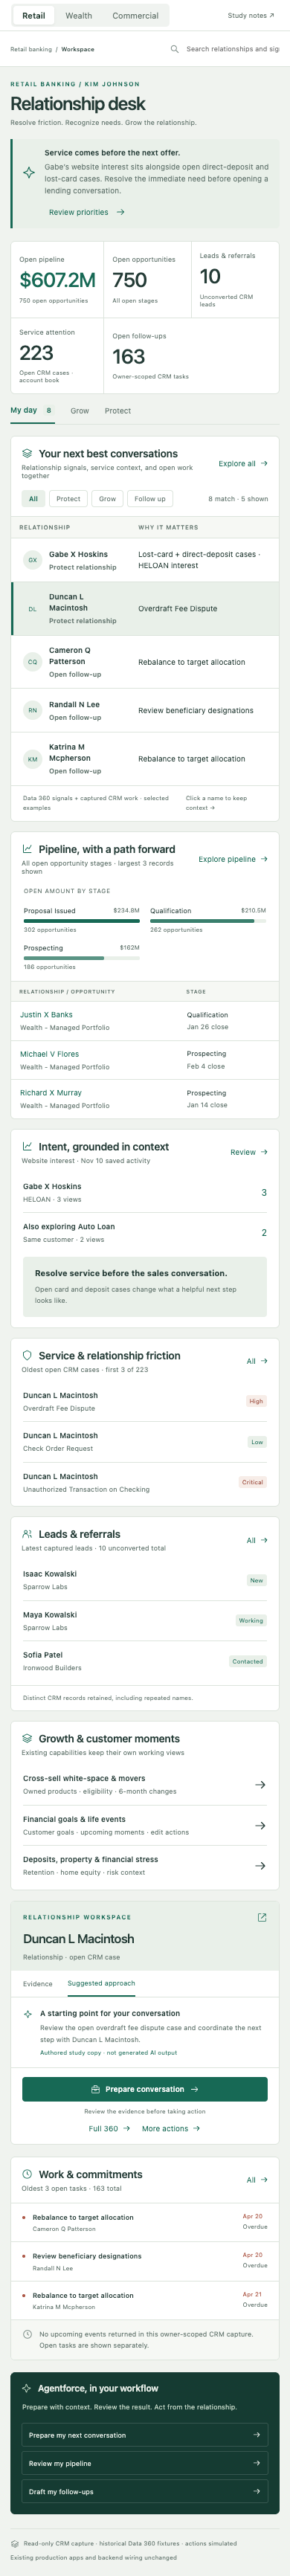 Retail Wealth Commercial Study notes ↗
Retail banking / Workspace Search relationships and sig
RETAIL BANKING / KIM JOHNSON
Relationship desk
Resolve friction. Recognize needs. Grow the relationship.
Service comes before the next offer.
Gabe's website interest sits alongside open direct-deposit and
lost-card cases. Resolve the immediate need before opening a
lending conversation.
Review priorities →
Open pipeline
$607.2M
750 open opportunities
Open opportunities
750
All open stages
Leads & referrals
10
Unconverted CRM
leads
Service attention
223
Open CRM cases ·
account book
Open follow-ups
163
Owner-scoped CRM tasks
My day 8 Grow Protect
Your next best conversations
Relationship signals, service context, and open work
together
Explore all →
All Protect Grow Follow up 8 match · 5 shown
RELATIONSHIP WHY IT MATTERS
GX Gabe X Hoskins
Protect relationship
Lost-card + direct-deposit cases ·
HELOAN interest
DL Duncan L
Macintosh
Protect relationship
Overdraft Fee Dispute
CQ Cameron Q
Patterson
Open follow-up
Rebalance to target allocation
RN Randall N Lee
Open follow-up
Review beneficiary designations
KM Katrina M
Mcpherson
Open follow-up
Rebalance to target allocation
Data 360 signals + captured CRM work · selected
examples
Click a name to keep
context →
Pipeline, with a path forward
All open opportunity stages · largest 3 records
shown
Explore pipeline →
OPEN AMOUNT BY STAGE
Proposal Issued $234.8M
302 opportunities
Qualification $210.5M
262 opportunities
Prospecting $162M
186 opportunities
RELATIONSHIP / OPPORTUNITY STAGE
Justin X Banks
Wealth - Managed Portfolio
Qualification
Jan 26 close
Michael V Flores
Wealth - Managed Portfolio
Prospecting
Feb 4 close
Richard X Murray
Wealth - Managed Portfolio
Prospecting
Jan 14 close
Intent, grounded in context
Website interest · Nov 10 saved activity
Review →
Gabe X Hoskins
HELOAN · 3 views
3
Also exploring Auto Loan
Same customer · 2 views
2
Resolve service before the sales conversation.
Open card and deposit cases change what a helpful next step
looks like.
Service & relationship friction
Oldest open CRM cases · first 3 of 223
All →
Duncan L Macintosh
Overdraft Fee Dispute
High
Duncan L Macintosh
Check Order Request
Low
Duncan L Macintosh
Unauthorized Transaction on Checking
Critical
Leads & referrals
Latest captured leads · 10 unconverted total
All →
Isaac Kowalski
Sparrow Labs
New
Maya Kowalski
Sparrow Labs
Working
Sofia Patel
Ironwood Builders
Contacted
Distinct CRM records retained, including repeated names.
Growth & customer moments
Existing capabilities keep their own working views
Cross-sell white-space & movers
Owned products · eligibility · 6-month changes
→
Financial goals & life events
Customer goals · upcoming moments · edit actions
→
Deposits, property & financial stress
Retention · home equity · risk context
→
RELATIONSHIP WORKSPACE
Duncan L Macintosh
Relationship · open CRM case
Evidence Suggested approach
A starting point for your conversation
Review the open overdraft fee dispute case and coordinate the next
step with Duncan L Macintosh.
Authored study copy · not generated AI output
Prepare conversation →
Review the evidence before taking action
Full 360 → More actions →
Work & commitments
Oldest 3 open tasks · 163 total
All →
Rebalance to target allocation
Cameron Q Patterson
Apr 20
Overdue
Review beneficiary designations
Randall N Lee
Apr 20
Overdue
Rebalance to target allocation
Katrina M Mcpherson
Apr 21
Overdue
No upcoming events returned in this owner-scoped CRM capture.
Open tasks are shown separately.
Agentforce, in your workflow
Prepare with context. Review the result. Act from the relationship.
Prepare my next conversation →
Review my pipeline →
Draft my follow-ups →
Read-only CRM capture · historical Data 360 fixtures · actions simulated
Existing production apps and backend wiring unchanged